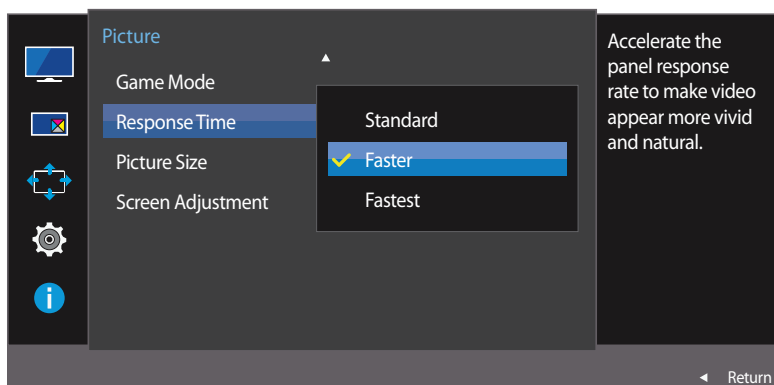 Picture
Game Mode
Response Time
Picture Size
Screen Adjustment
Standard
Faster
Fastest
Accelerate the
panel response
rate to make video
appear more vivid
and natural.
Return